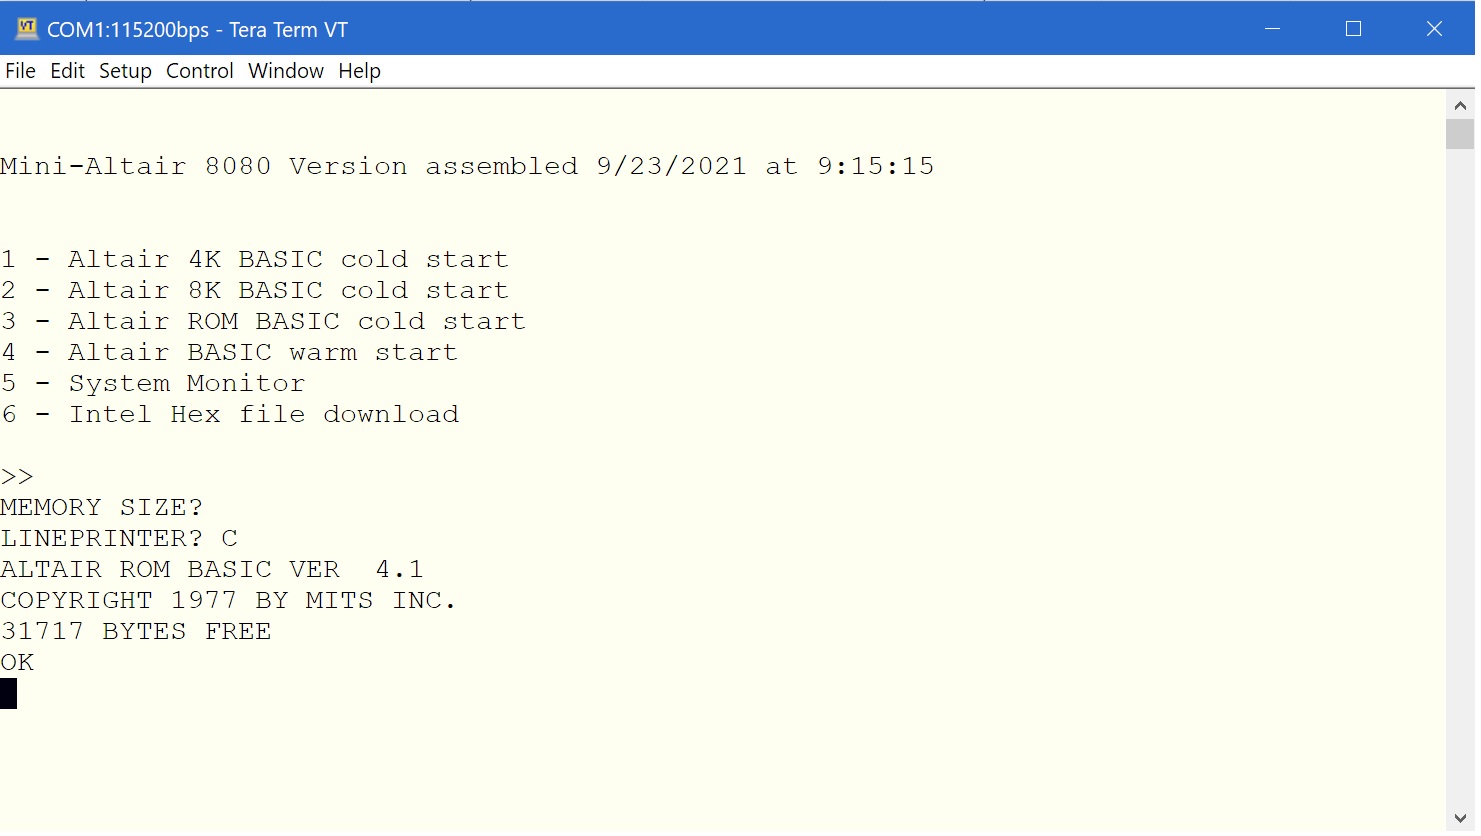 COM1:115200bps - Tera Term VT
File Edit Setup Control Window Help
Mini-Altair 8080 Version assembled 9/23/2021 at 9:15:15
1 - Altair 4K BASIC cold start
2 - Altair 8K BASIC cold start
3 - Altair ROM BASIC cold start
4 - Altair BASIC warm start
5 - System Monitor
6 - Intel Hex file download
>>
MEMORY SIZE?
LINEPRINTER? C
ALTAIR ROM BASIC VER  4.1
COPYRIGHT 1977 BY MITS INC.
31717 BYTES FREE
OK